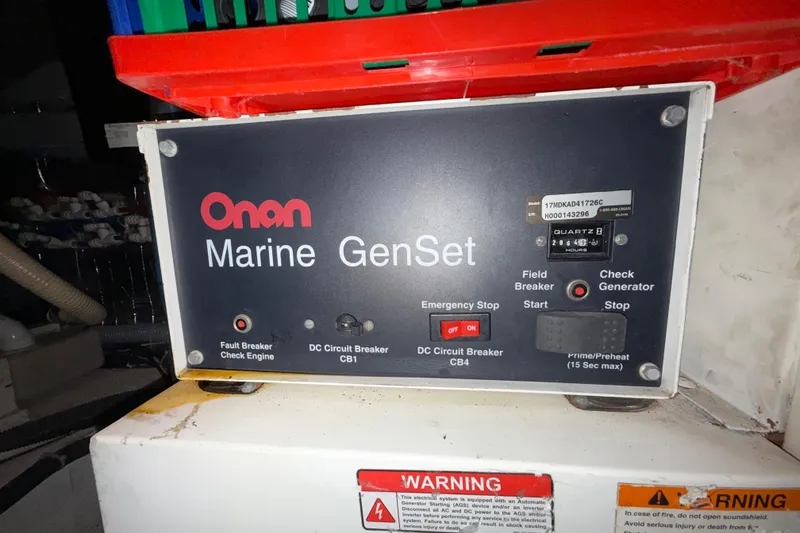 Onan
Marine GenSet
Model
17MDKAD41726C
H000143296
QUARTZ
HOURS
Field Breaker
Check Generator
Start
Stop
Prime/Preheat
(15 Sec max)
Emergency Stop
OFF ON
DC Circuit Breaker
CB4
DC Circuit Breaker
CB1
Fault Breaker
Check Engine
WARNING
This electrical system is equipped with an Automatic
Generator Starting (AGS) device and/or an inverter.
Disconnect all AC and DC power to the AGS and/or
inverter before performing any service to the electrical
system. Failure to do so can result in shock causing
serious injury or death
RNING
In case of fire, do not open soundshield.
Avoid serious injury or death from